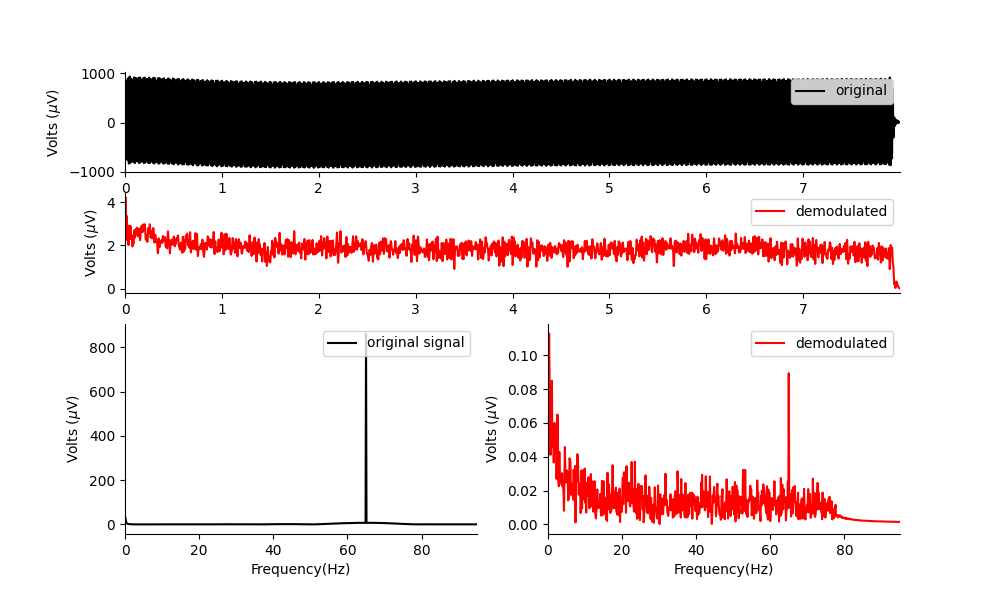 1000
0
−1000
Volts (μV)
original
0 1 2 3 4 5 6 7
4
2
0
Volts (μV)
demodulated
0 1 2 3 4 5 6 7
800
600
400
200
0
Volts (μV)
original signal
0 20 40 60 80
Frequency(Hz)
0.10
0.08
0.06
0.04
0.02
0.00
Volts (μV)
demodulated
0 20 40 60 80
Frequency(Hz)